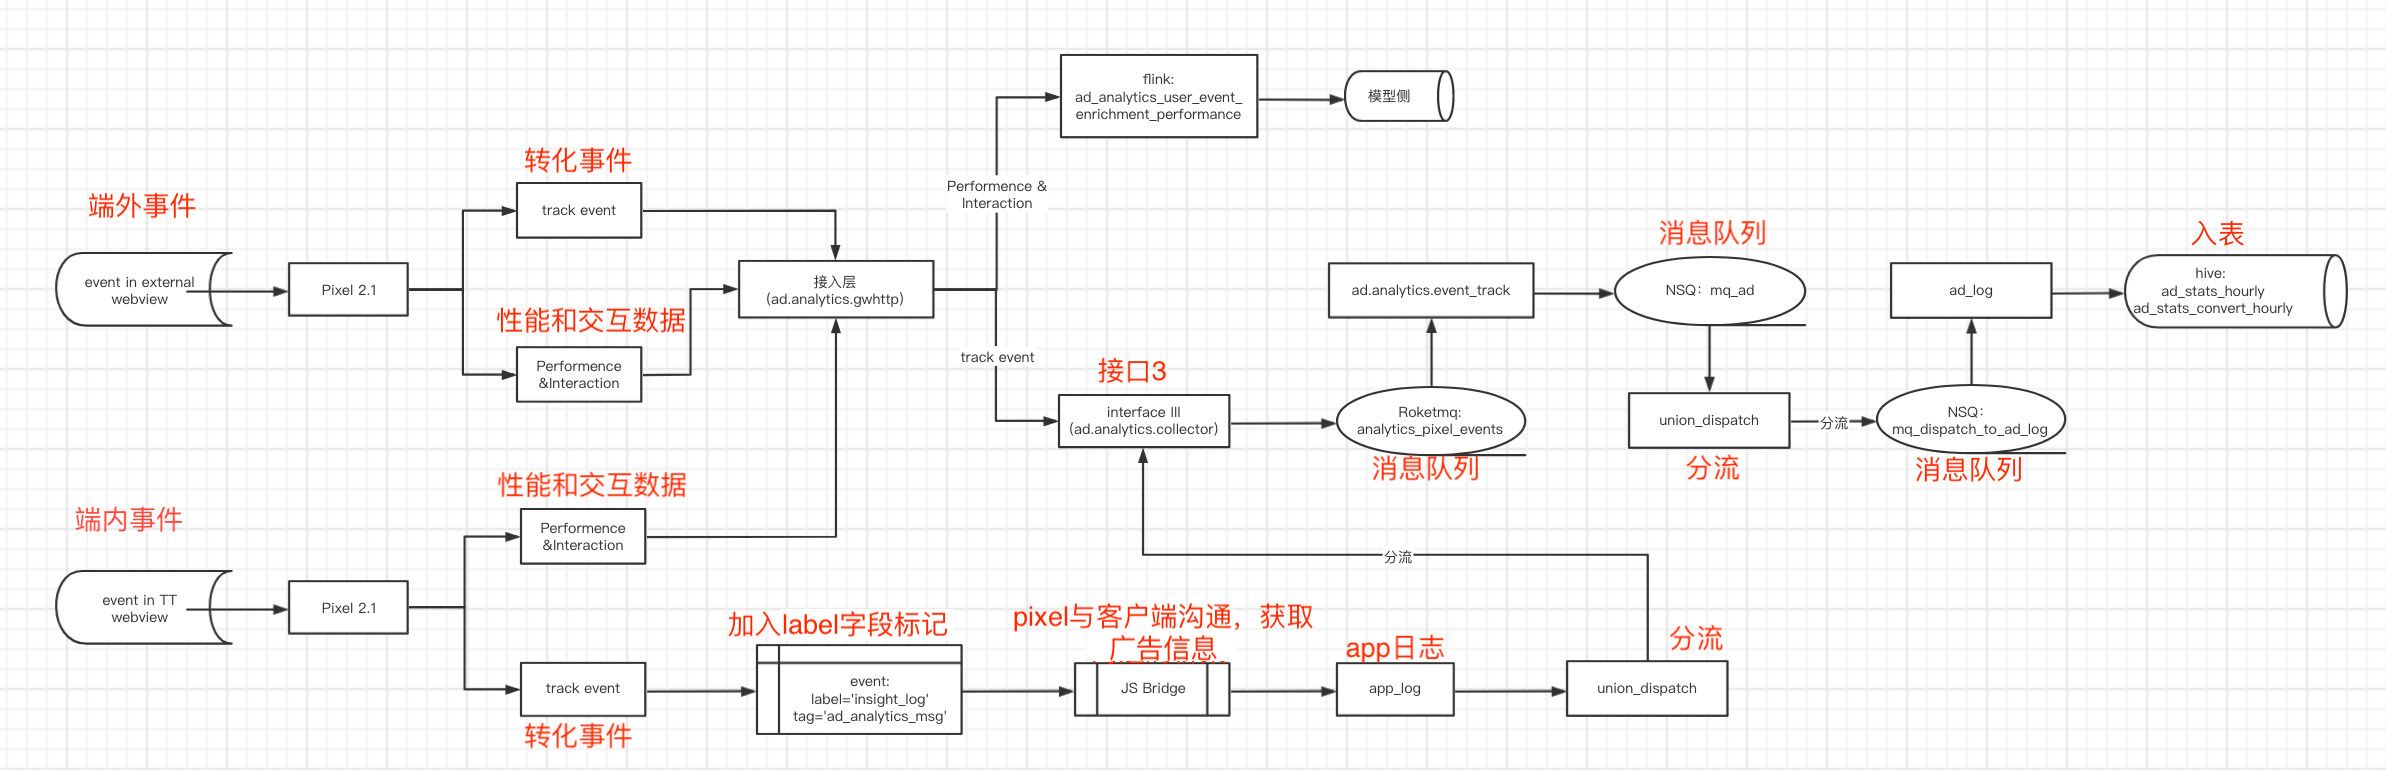 flink:
ad_analytics_user_event_
enrichment_performance
模型侧
转化事件
端外事件
track event
Performence &
Interaction
event in external
webview
Pixel 2.1
性能和交互数据
Performence
&Interaction
接入层
(ad.analytics.gwhttp)
track event
接口3
interface III
(ad.analytics.collector)
ad.analytics.event_track
Roketmq:
analytics_pixel_events
消息队列
消息队列
NSQ：mq_ad
union_dispatch
分流
分流
ad_log
NSQ：
mq_dispatch_to_ad_log
消息队列
入表
hive:
ad_stats_hourly
ad_stats_convert_hourly
端内事件
event in TT
webview
Pixel 2.1
性能和交互数据
Performence
&Interaction
track event
转化事件
加入label字段标记
event:
label='insight_log'
tag='ad_analytics_msg'
pixel与客户端沟通，获取
广告信息
JS Bridge
app日志
app_log
分流
分流
union_dispatch